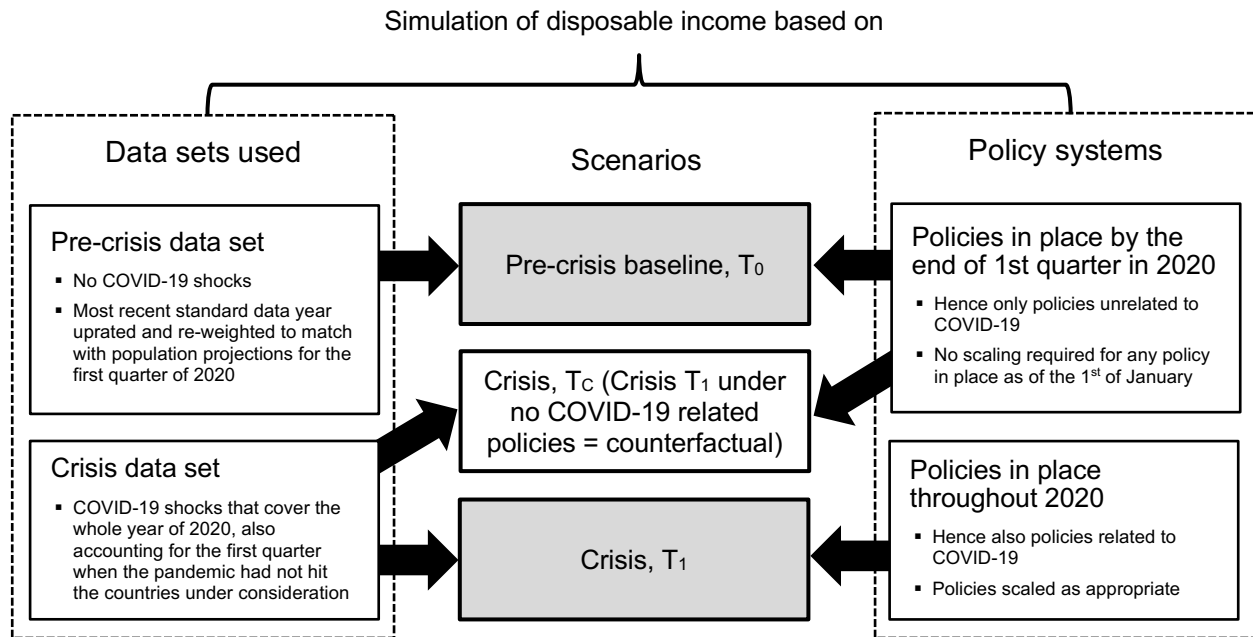 Simulation of disposable income based on
Data sets used
Pre-crisis data set
▪ No COVID-19 shocks
▪ Most recent standard data year
uprated and re-weighted to match
with population projections for the
first quarter of 2020
Crisis data set
▪ COVID-19 shocks that cover the
whole year of 2020, also
accounting for the first quarter
when the pandemic had not hit
the countries under consideration
Scenarios
Pre-crisis baseline, T₀
Crisis, T_C (Crisis T₁ under
no COVID-19 related
policies = counterfactual)
Crisis, T₁
Policy systems
Policies in place by the
end of 1st quarter in 2020
▪ Hence only policies unrelated to
COVID-19
▪ No scaling required for any policy
in place as of the 1st of January
Policies in place
throughout 2020
▪ Hence also policies related to
COVID-19
▪ Policies scaled as appropriate